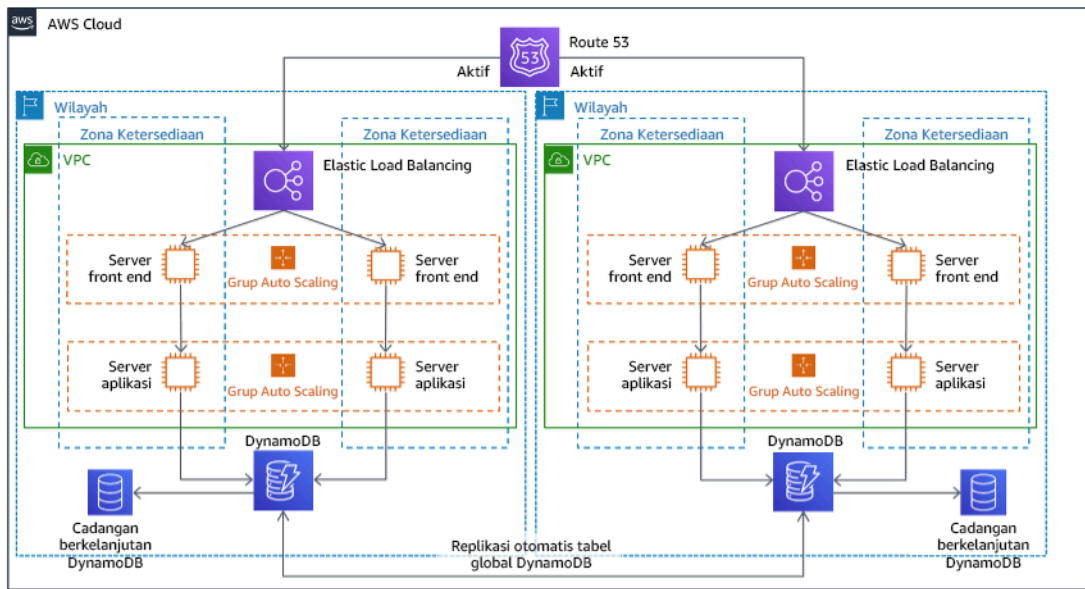 aws
AWS Cloud
53
Route 53
Aktif
Aktif
Wilayah
Zona Ketersediaan
Zona Ketersediaan
VPC
Elastic Load Balancing
Server
front end
Grup Auto Scaling
Server
front end
Server
aplikasi
Grup Auto Scaling
Server
aplikasi
DynamoDB
Cadangan
berkelanjutan
DynamoDB
Wilayah
Zona Ketersediaan
Zona Ketersediaan
VPC
Elastic Load Balancing
Server
front end
Grup Auto Scaling
Server
front end
Server
aplikasi
Grup Auto Scaling
Server
aplikasi
DynamoDB
Cadangan
berkelanjutan
DynamoDB
Replikasi otomatis tabel
global DynamoDB